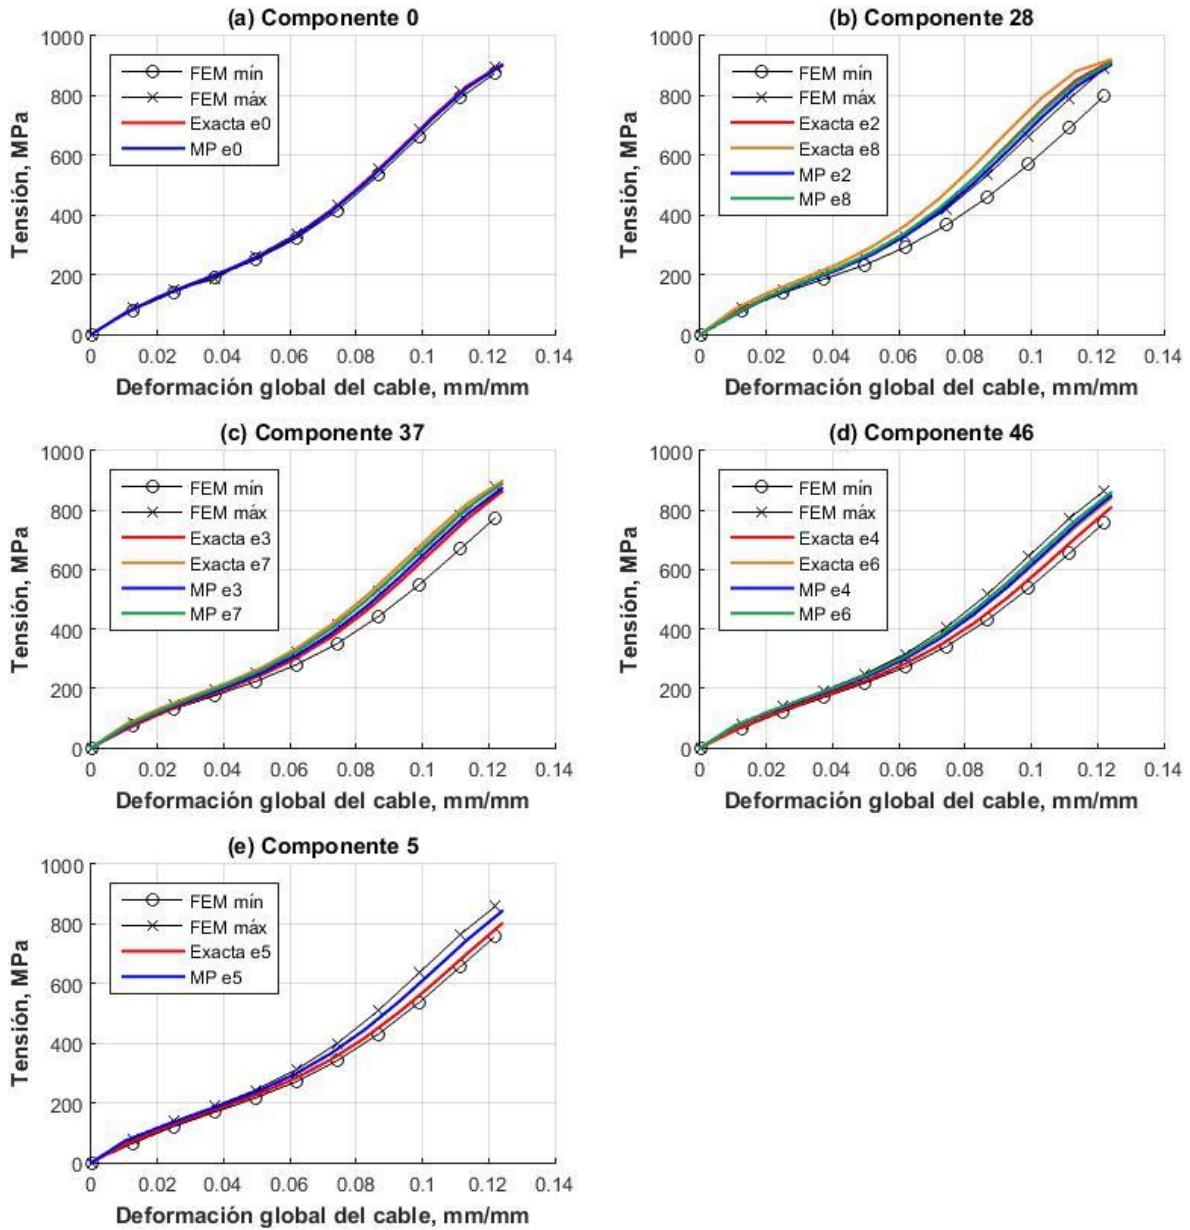 (a) Componente 0
1000
800
600
400
200
0
Tensión, MPa
FEM mín
FEM máx
Exacta e0
MP e0
0 0.02 0.04 0.06 0.08 0.1 0.12 0.14
Deformación global del cable, mm/mm
(b) Componente 28
1000
800
600
400
200
0
Tensión, MPa
FEM mín
FEM máx
Exacta e2
Exacta e8
MP e2
MP e8
0 0.02 0.04 0.06 0.08 0.1 0.12 0.14
Deformación global del cable, mm/mm
(c) Componente 37
1000
800
600
400
200
0
Tensión, MPa
FEM mín
FEM máx
Exacta e3
Exacta e7
MP e3
MP e7
0 0.02 0.04 0.06 0.08 0.1 0.12 0.14
Deformación global del cable, mm/mm
(d) Componente 46
1000
800
600
400
200
0
Tensión, MPa
FEM mín
FEM máx
Exacta e4
Exacta e6
MP e4
MP e6
0 0.02 0.04 0.06 0.08 0.1 0.12 0.14
Deformación global del cable, mm/mm
(e) Componente 5
1000
800
600
400
200
0
Tensión, MPa
FEM mín
FEM máx
Exacta e5
MP e5
0 0.02 0.04 0.06 0.08 0.1 0.12 0.14
Deformación global del cable, mm/mm